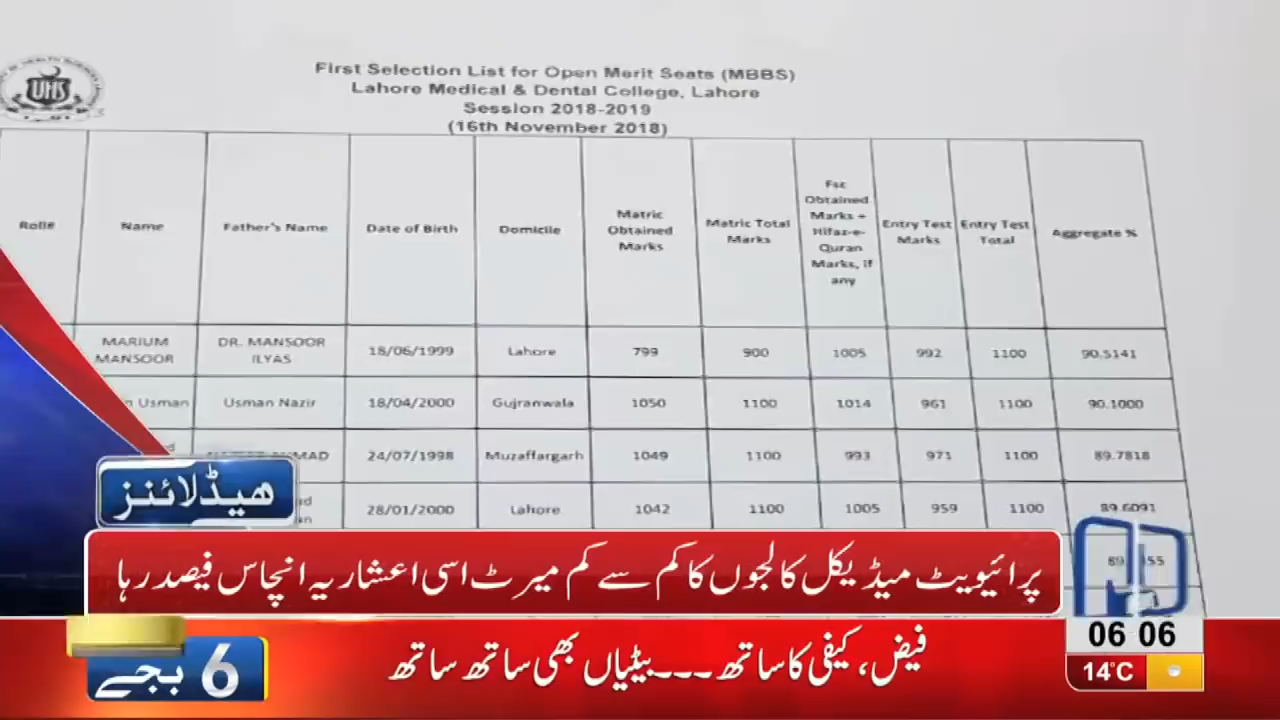 UHS
First Selection List for Open Merit Seats (MBBS)
Lahore Medical & Dental College, Lahore
Session 2018-2019
(16th November 2018)
Name Father's Name Date of Birth Domicile Matric Obtained Marks Matric Total Marks Fsc Obtained Marks + Hifaz-e-Quran Marks, if any Entry Test Marks Entry Test Total Aggregate %
MARIUM MANSOOR DR. MANSOOR ILYAS 18/06/1999 Lahore 799 900 1005 992 1100 90.5141
Usman Usman Nazir 18/04/2000 Gujranwala 1050 1100 1014 961 1100 90.1000
24/07/1998 Muzaffargarh 1049 1100 993 971 1100 89.7818
28/01/2000 Lahore 1042 1100 1005 959 1100 89.6091
ہیڈلائنز
پرائیویٹ میڈیکل کالجوں کا کم سے کم میرٹ اسی اعشاریہ انچاس فیصد رہا
فیض، کیفی کا ساتھ ۔۔۔ بیٹیاں بھی ساتھ ساتھ
6 بجے
06 06
14°C